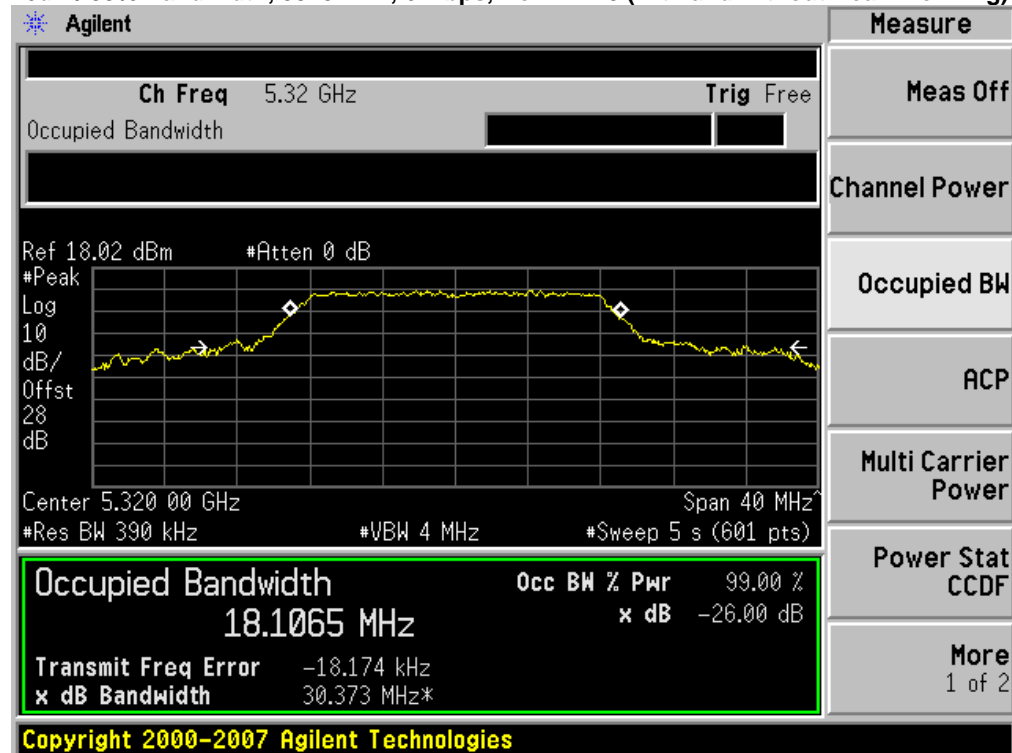 Agilent
Measure
Ch Freq 5.32 GHz Trig Free
Occupied Bandwidth
Meas Off
Channel Power
Occupied BW
ACP
Multi Carrier
Power
Power Stat
CCDF
More
1 of 2
Ref 18.02 dBm #Atten 0 dB
#Peak
Log
10
dB/
Offst
28
dB
Center 5.320 00 GHz Span 40 MHz^
#Res BW 390 kHz #VBW 4 MHz #Sweep 5 s (601 pts)
Occupied Bandwidth Occ BW % Pwr 99.00 %
18.1065 MHz x dB -26.00 dB
Transmit Freq Error -18.174 kHz
x dB Bandwidth 30.373 MHz*
Copyright 2000-2007 Agilent Technologies